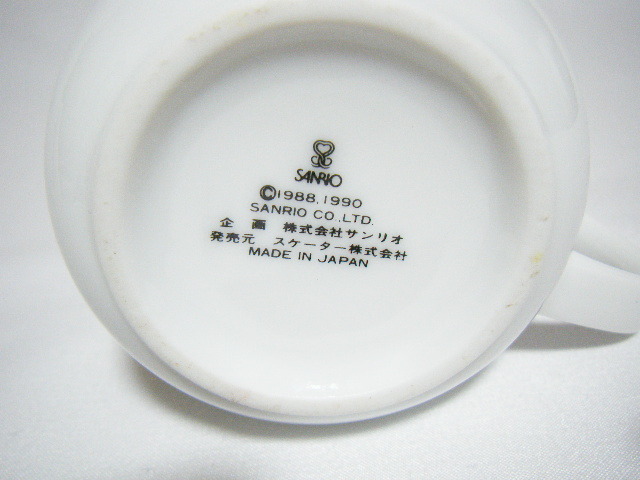 SANRIO
©1988,1990
SANRIO CO.,LTD.
企 画 株式会社サンリオ
発売元 スケーター株式会社
MADE IN JAPAN